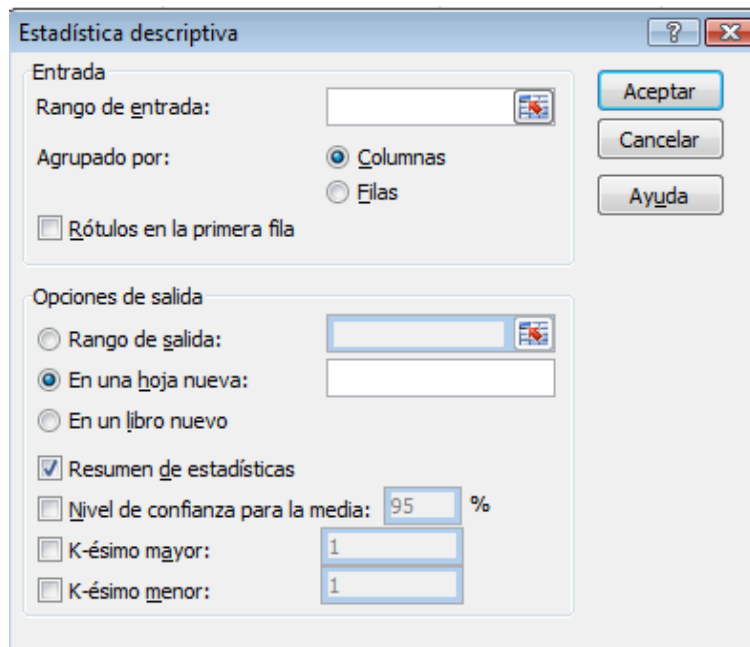 Estadística descriptiva
Entrada
Rango de entrada:
Agrupado por:
Columnas
Filas
Rótulos en la primera fila
Aceptar
Cancelar
Ayuda
Opciones de salida
Rango de salida:
En una hoja nueva:
En un libro nuevo
Resumen de estadísticas
Nivel de confianza para la media: 95 %
K-ésimo mayor: 1
K-ésimo menor: 1